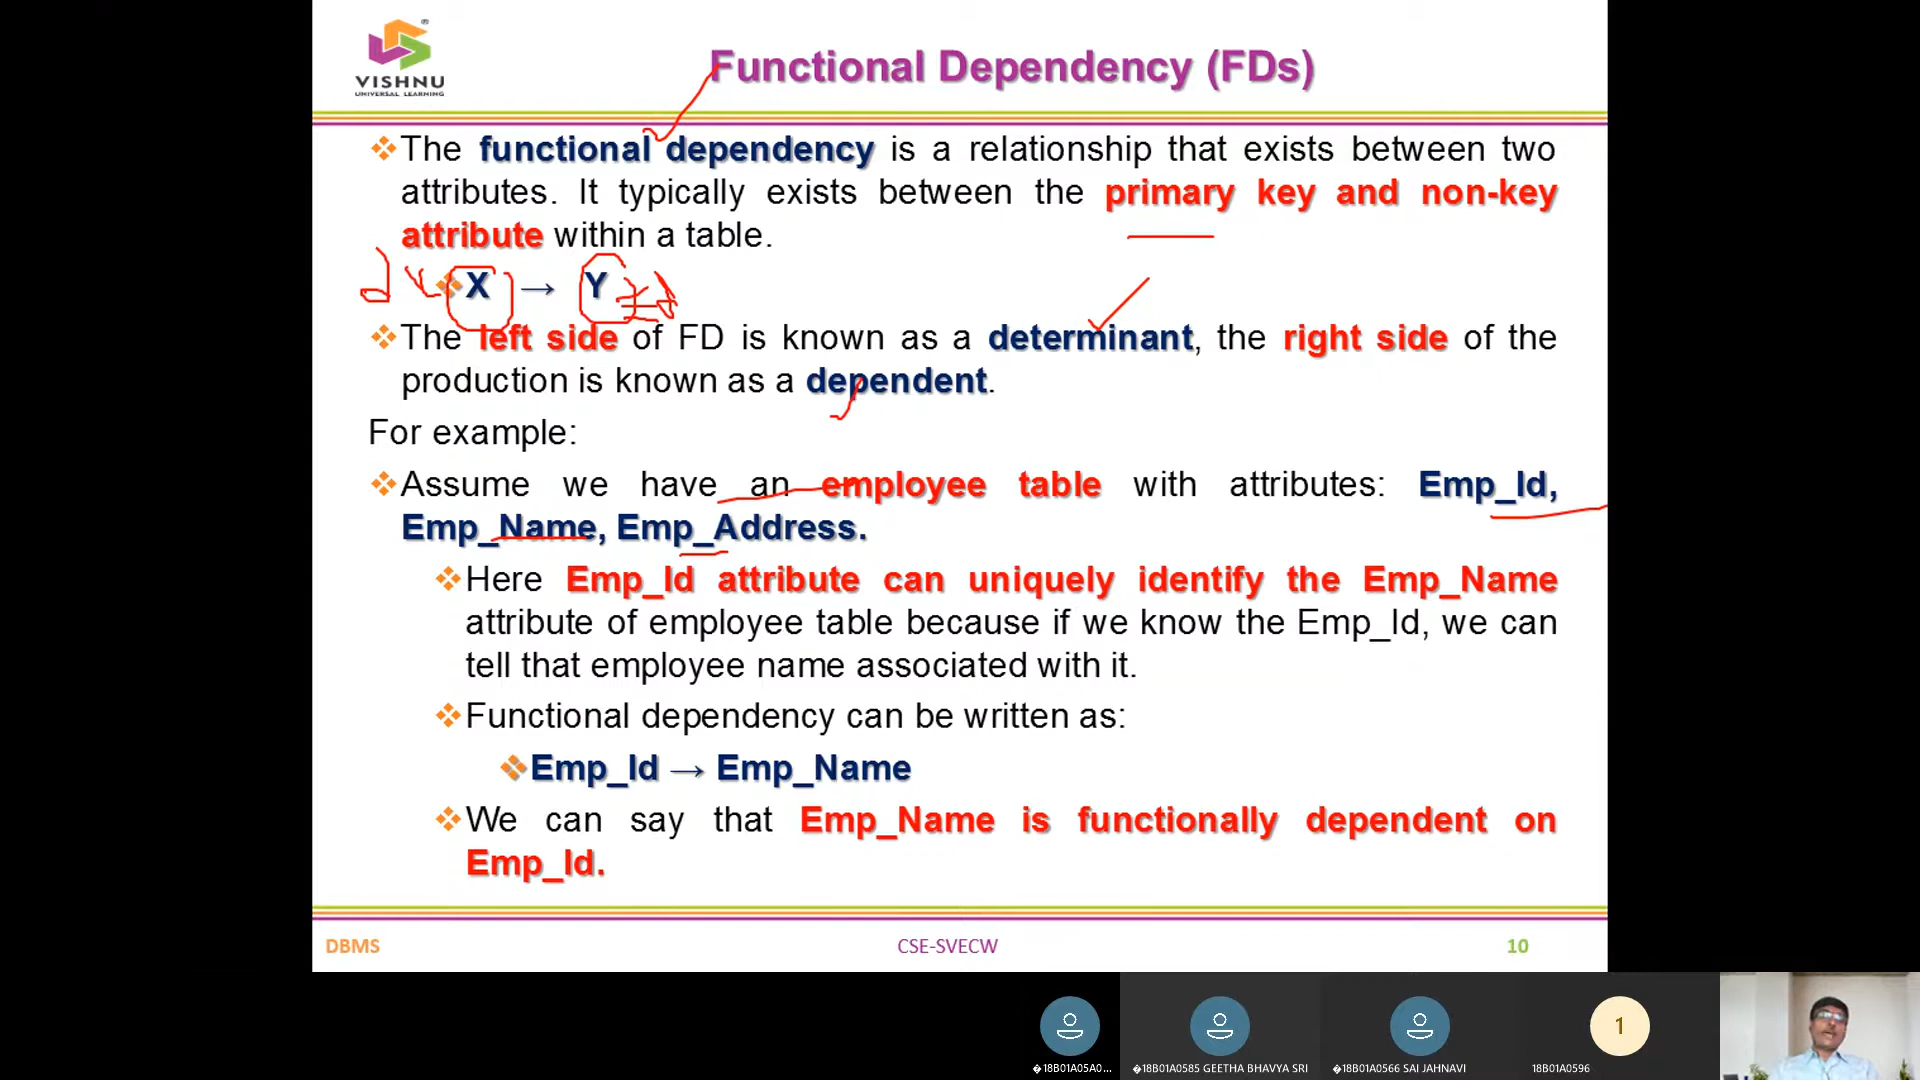 VISHNU
UNIVERSAL LEARNING
Functional Dependency (FDs)
The functional dependency is a relationship that exists between two
attributes. It typically exists between the primary key and non-key
attribute within a table.
X → Y
The left side of FD is known as a determinant, the right side of the
production is known as a dependent.
For example:
Assume we have an employee table with attributes: Emp_Id,
Emp_Name, Emp_Address.
Here Emp_Id attribute can uniquely identify the Emp_Name
attribute of employee table because if we know the Emp_Id, we can
tell that employee name associated with it.
Functional dependency can be written as:
Emp_Id → Emp_Name
We can say that Emp_Name is functionally dependent on
Emp_Id.
DBMS CSE-SVECW 10
1
�18B01A05A0... �18B01A0585 GEETHA BHAVYA SRI �18B01A0566 SAI JAHNAVI 18B01A0596